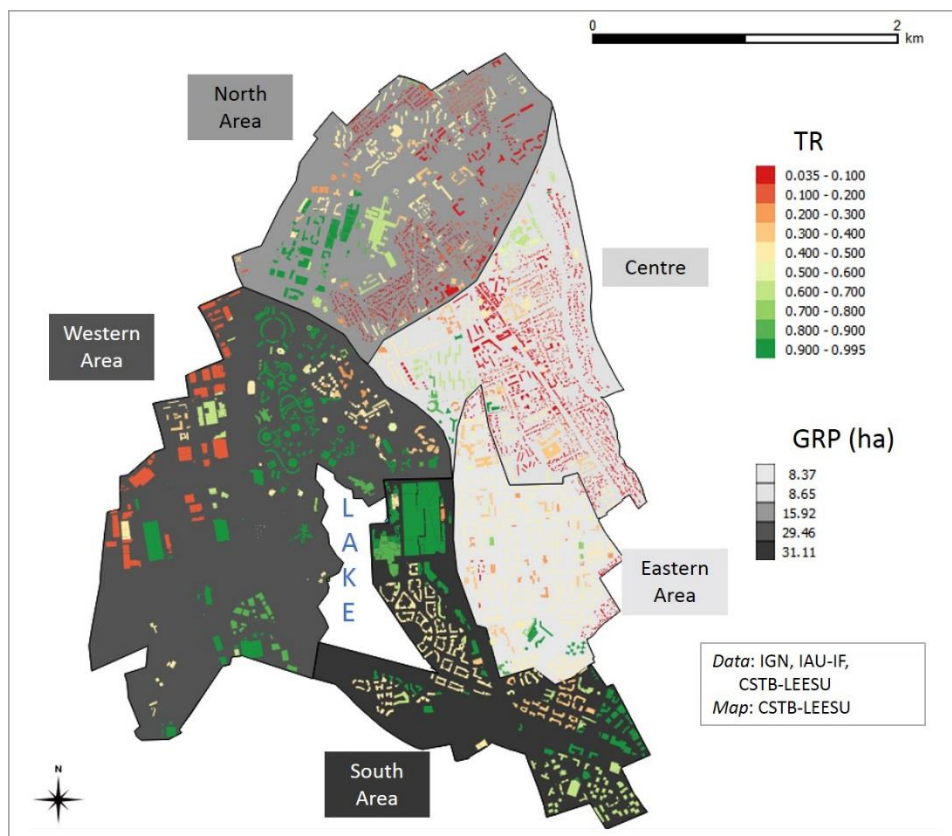 0
2
km
North
Area
TR
0.035 - 0.100
0.100 - 0.200
0.200 - 0.300
0.300 - 0.400
0.400 - 0.500
0.500 - 0.600
0.600 - 0.700
0.700 - 0.800
0.800 - 0.900
0.900 - 0.995
Centre
Western
Area
GRP (ha)
8.37
8.65
15.92
29.46
31.11
L
A
K
E
Eastern
Area
Data: IGN, IAU-IF,
CSTB-LEESU
Map: CSTB-LEESU
South
Area
N